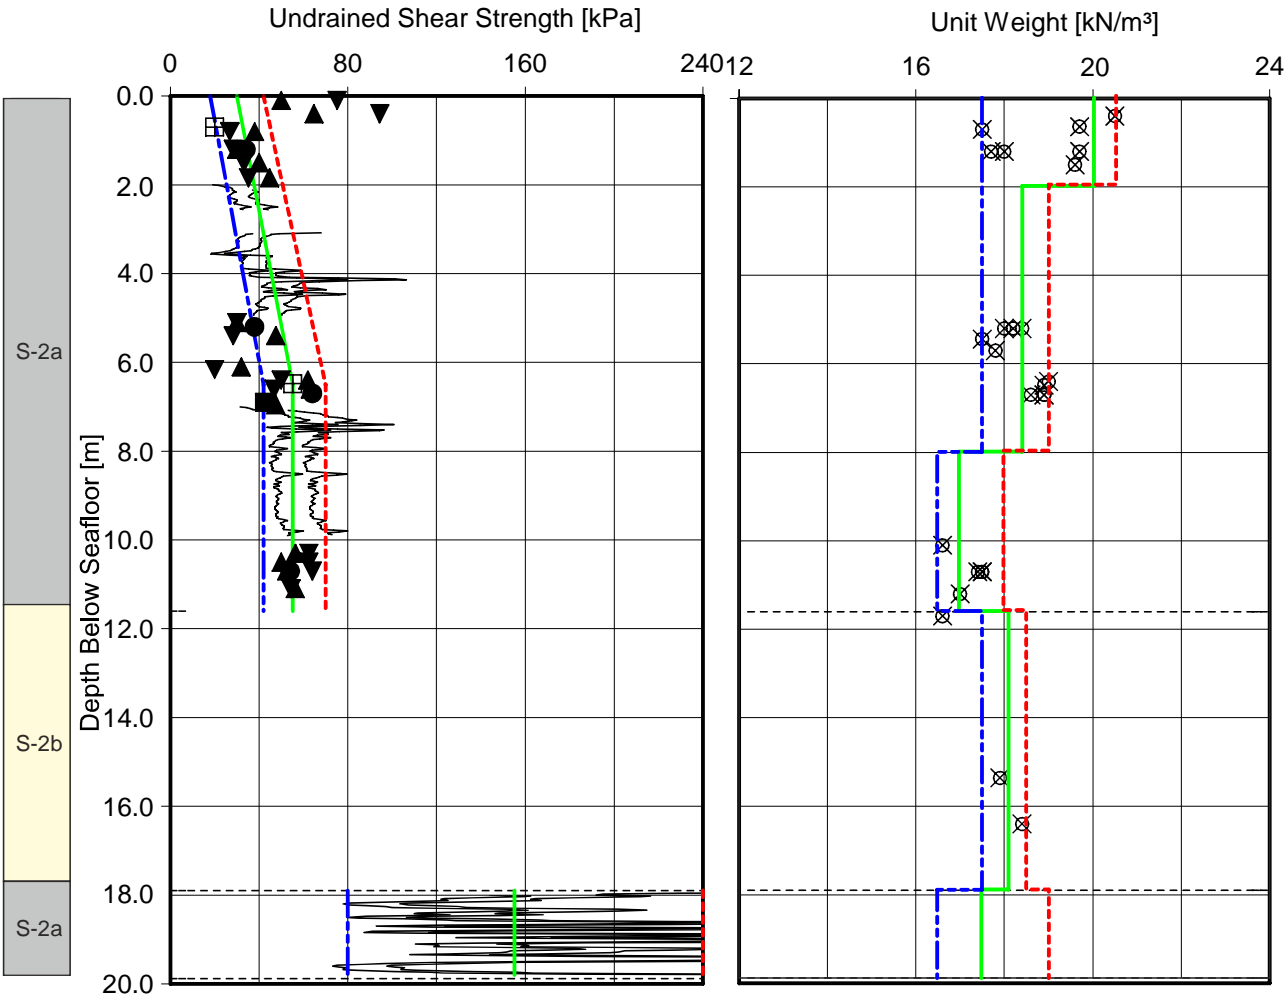 Undrained Shear Strength [kPa]
Unit Weight [kN/m³]
0 80 160 240
12 16 20 24
0.0
2.0
4.0
6.0
8.0
10.0
12.0
14.0
16.0
18.0
20.0
Depth Below Seafloor [m]
S-2a
S-2b
S-2a